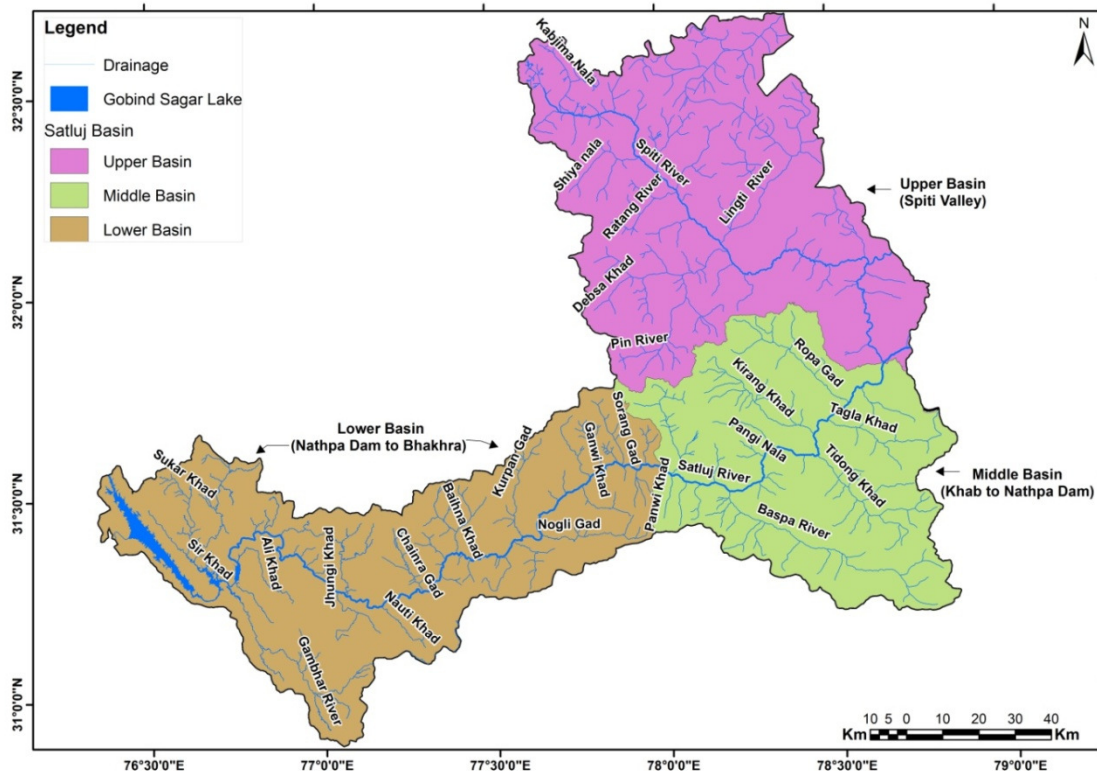 Legend
Drainage
Gobind Sagar Lake
Satluj Basin
Upper Basin
Middle Basin
Lower Basin
N
32°30'0"N
32°0'0"N
31°30'0"N
31°0'0"N
Kabjima Nala
Shiya nala
Spiti River
Ratang River
Lingti River
Upper Basin
(Spiti Valley)
Debsa Khad
Pin River
Ropa Gad
Kirang Khad
Tagla Khad
Lower Basin
(Nathpa Dam to Bhakhra)
Sorang Gad
Ganwi Khad
Kurpan Gad
Pangi Nala
Satluj River
Tidong Khad
Middle Basin
(Khab to Nathpa Dam)
Sukar Khad
Panwi Khad
Baspa River
Bahna Khad
Nogli Gad
Sir Khad
Ali Khad
Jhungi Khad
Chainra Gad
Nauti Khad
Gambhar River
10 5 0 10 20 30 40
Km Km
76°30'0"E 77°0'0"E 77°30'0"E 78°0'0"E 78°30'0"E 79°0'0"E